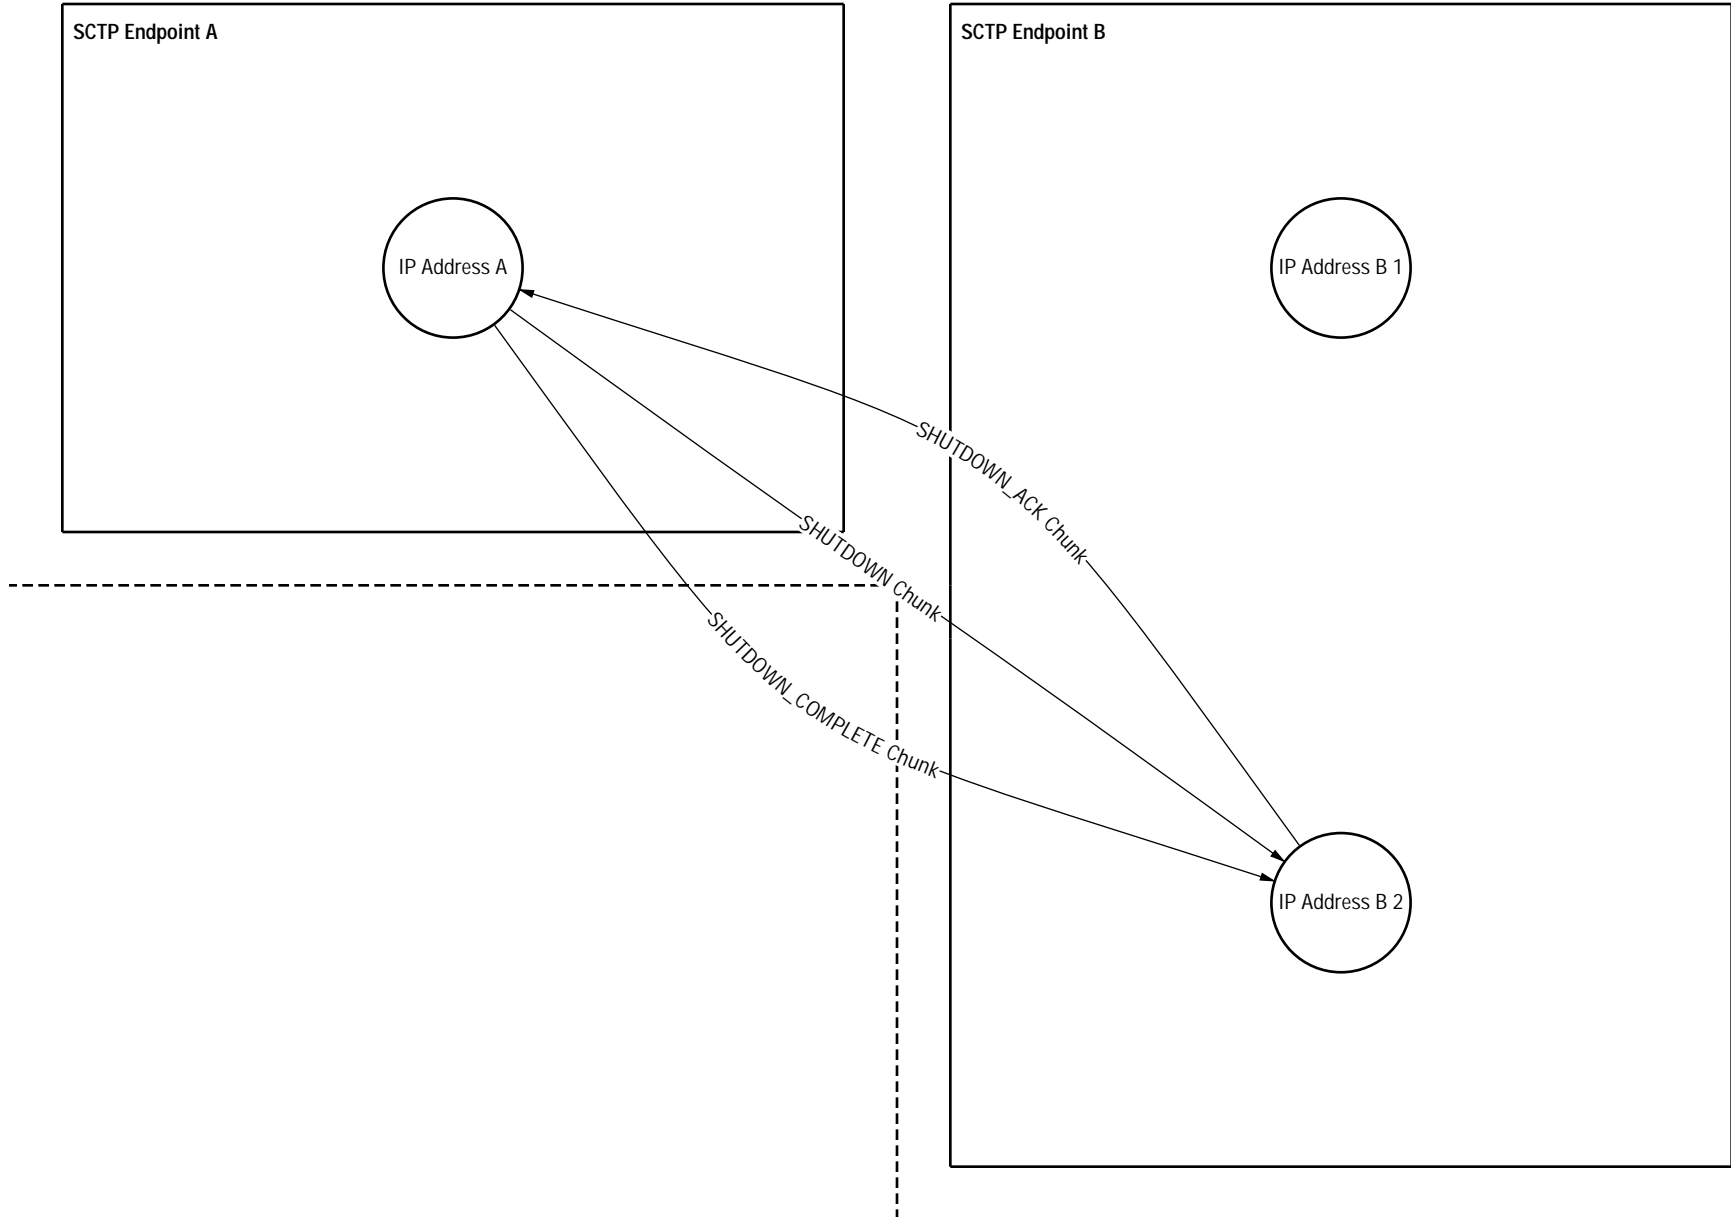 SCTP Endpoint A
SCTP Endpoint B
IP Address A
IP Address B 1
SHUTDOWN_ACK Chunk
SHUTDOWN Chunk
SHUTDOWN_COMPLETE Chunk
IP Address B 2